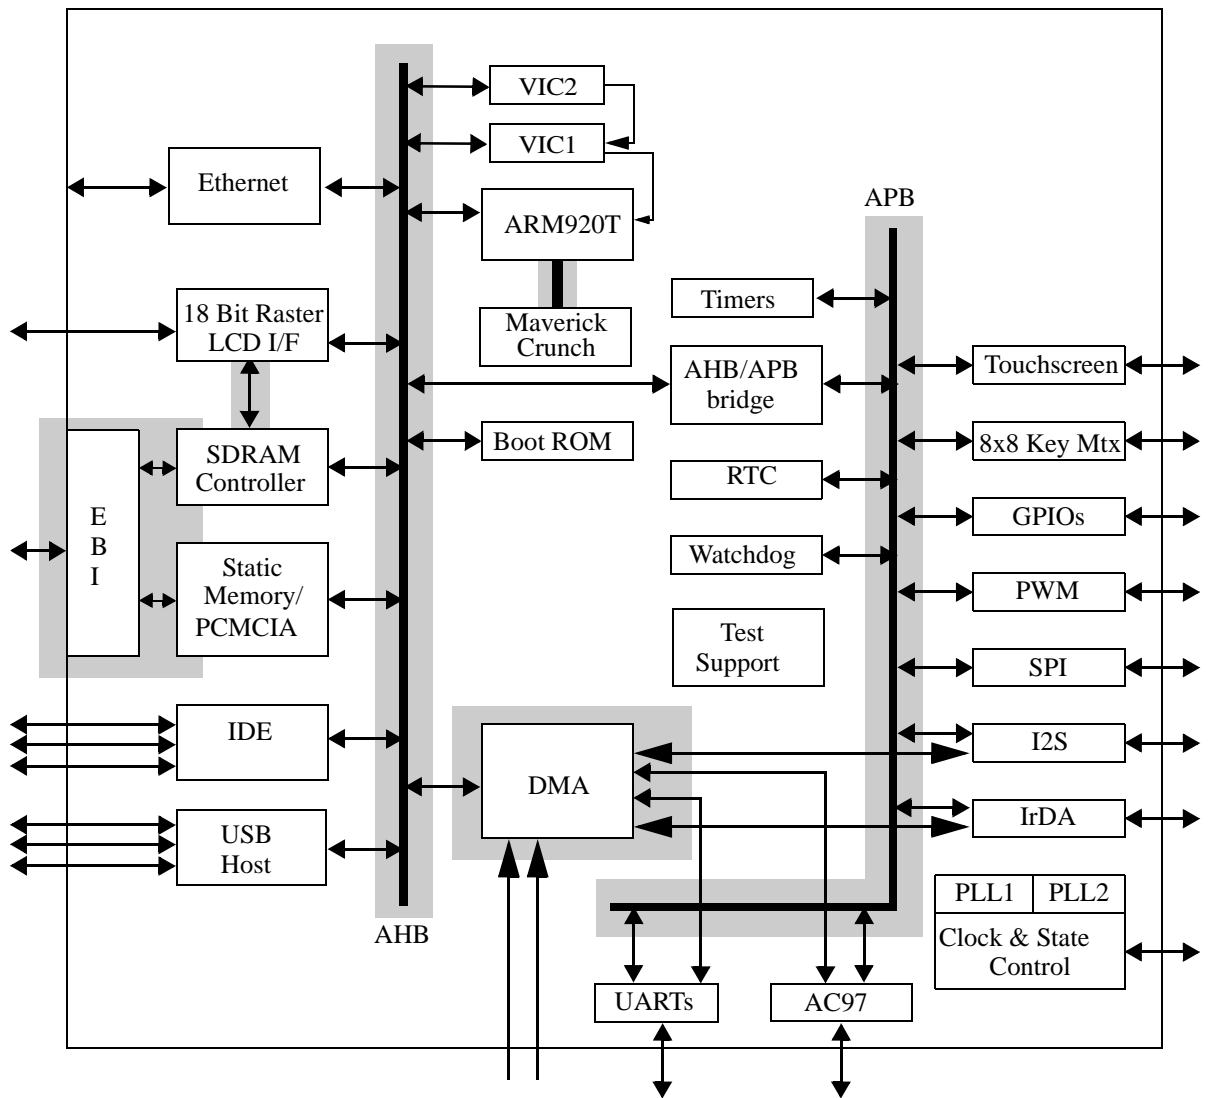 VIC2
VIC1
Ethernet
ARM920T
APB
18 Bit Raster
LCD I/F
Timers
Maverick
Crunch
AHB/APB
bridge
Touchscreen
Boot ROM
8x8 Key Mtx
SDRAM
Controller
RTC
E
B
I
GPIOs
Watchdog
Static
Memory/
PCMCIA
PWM
Test
Support
SPI
IDE
I2S
DMA
USB
Host
IrDA
PLL1
PLL2
AHB
Clock & State
Control
UARTs
AC97